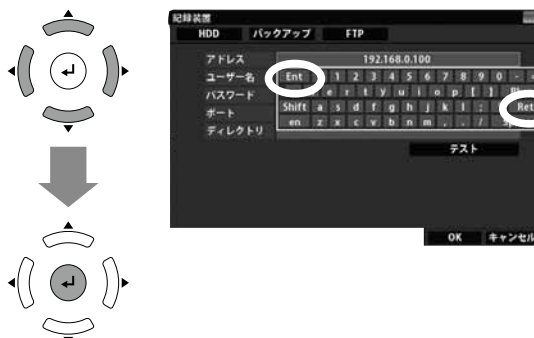 記録装置
HDD バックアップ FTP
アドレス 192.168.0.100
ユーザー名 Ent 1 2 3 4 5 6 7 8 9 0 -
パスワード e r t y u i o p [ ]
Shift a s d f g h j k l ; Ret
ポート
en z x c v b n m , . /
ディレクトリ
テスト
OK キャンセル